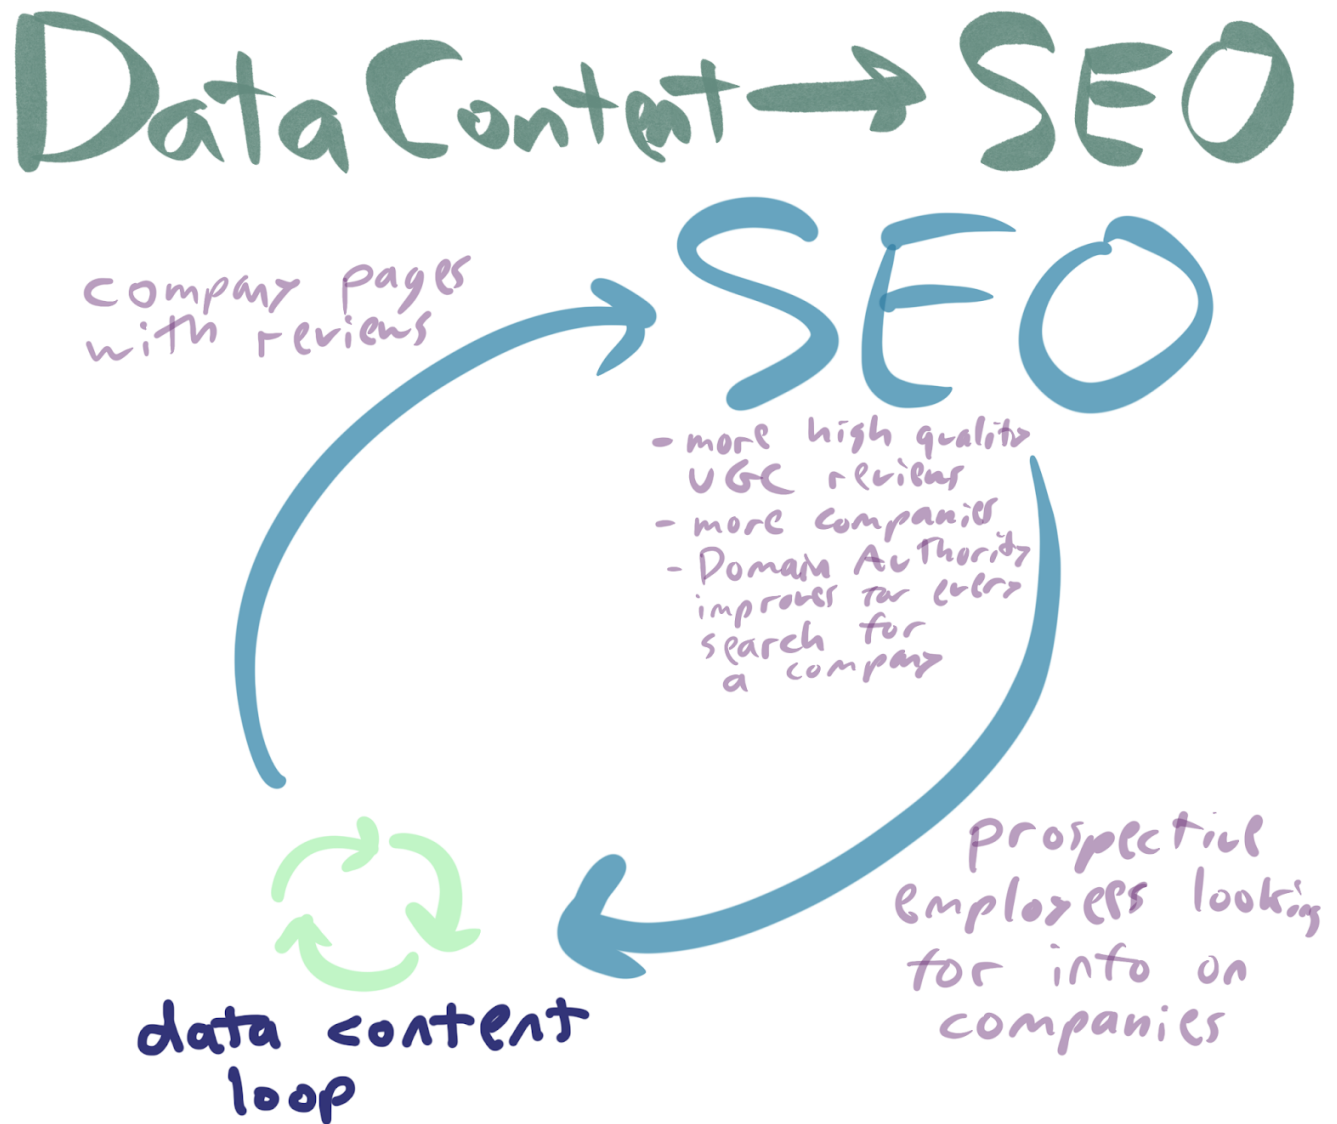 Data Content → SEO
SEO
company pages
with reviews
- more high quality
UGC reviews
- more companies
- Domain Authority
improves for every
search for
a company
prospective
employees looking
for info on
companies
data content
loop